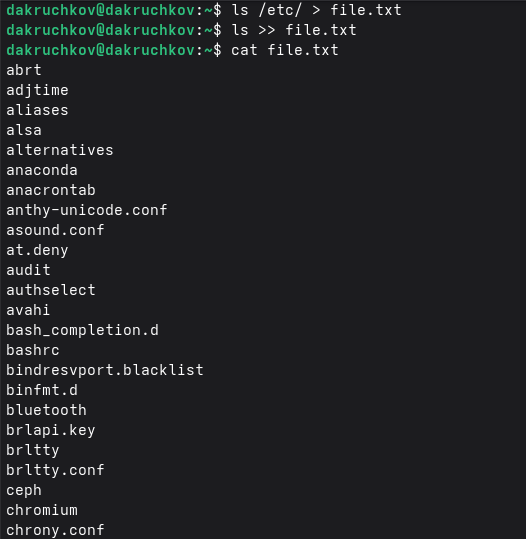 dakruchkov@dakruchkov:~$ ls /etc/ > file.txt
dakruchkov@dakruchkov:~$ ls >> file.txt
dakruchkov@dakruchkov:~$ cat file.txt
abrt
adjtime
aliases
alsa
alternatives
anaconda
anacrontab
anthy-unicode.conf
asound.conf
at.deny
audit
authselect
avahi
bash_completion.d
bashrc
bindresvport.blacklist
binfmt.d
bluetooth
brlapi.key
brltty
brltty.conf
ceph
chromium
chrony.conf